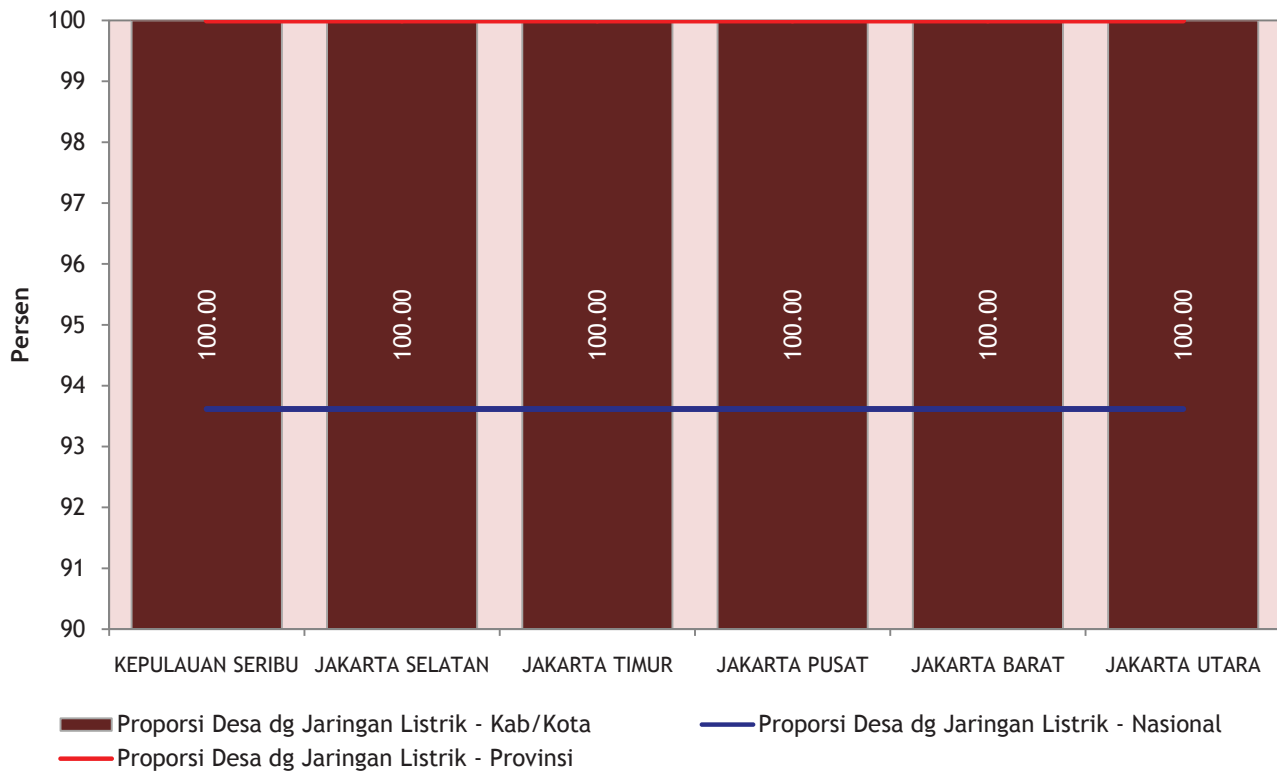 100
99
98
97
96
95
94
93
92
91
90
Persen
100.00
100.00
100.00
100.00
100.00
100.00
KEPULAUAN SERIBU
JAKARTA SELATAN
JAKARTA TIMUR
JAKARTA PUSAT
JAKARTA BARAT
JAKARTA UTARA
Proporsi Desa dg Jaringan Listrik - Kab/Kota
Proporsi Desa dg Jaringan Listrik - Nasional
Proporsi Desa dg Jaringan Listrik - Provinsi